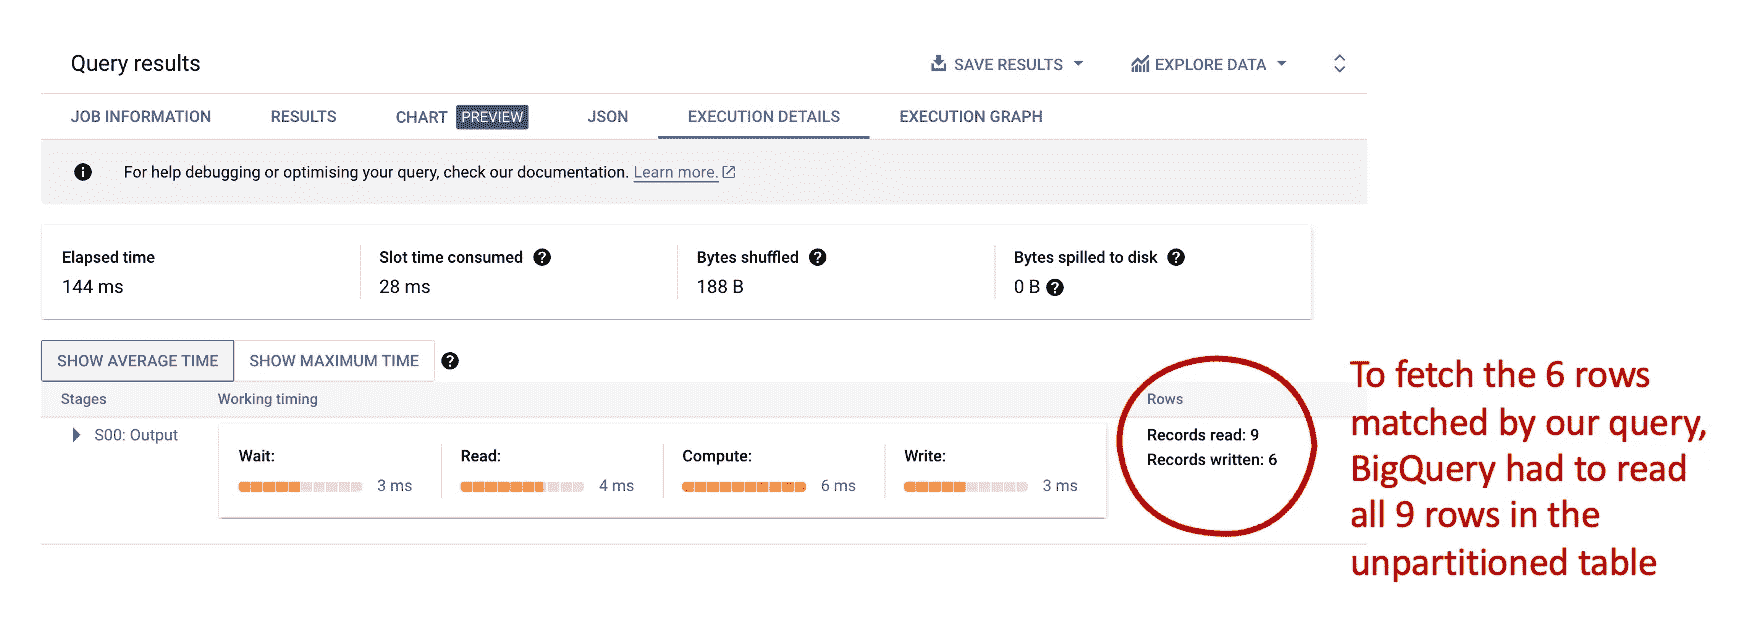 Query results
SAVE RESULTS
EXPLORE DATA
JOB INFORMATION
RESULTS
CHART PREVIEW
JSON
EXECUTION DETAILS
EXECUTION GRAPH
For help debugging or optimising your query, check our documentation. Learn more.
Elapsed time
144 ms
Slot time consumed
28 ms
Bytes shuffled
188 B
Bytes spilled to disk
0 B
SHOW AVERAGE TIME
SHOW MAXIMUM TIME
Stages
Working timing
Rows
S00: Output
Wait:
3 ms
Read:
4 ms
Compute:
6 ms
Write:
3 ms
Records read: 9
Records written: 6
To fetch the 6 rows
matched by our query,
BigQuery had to read
all 9 rows in the
unpartitioned table